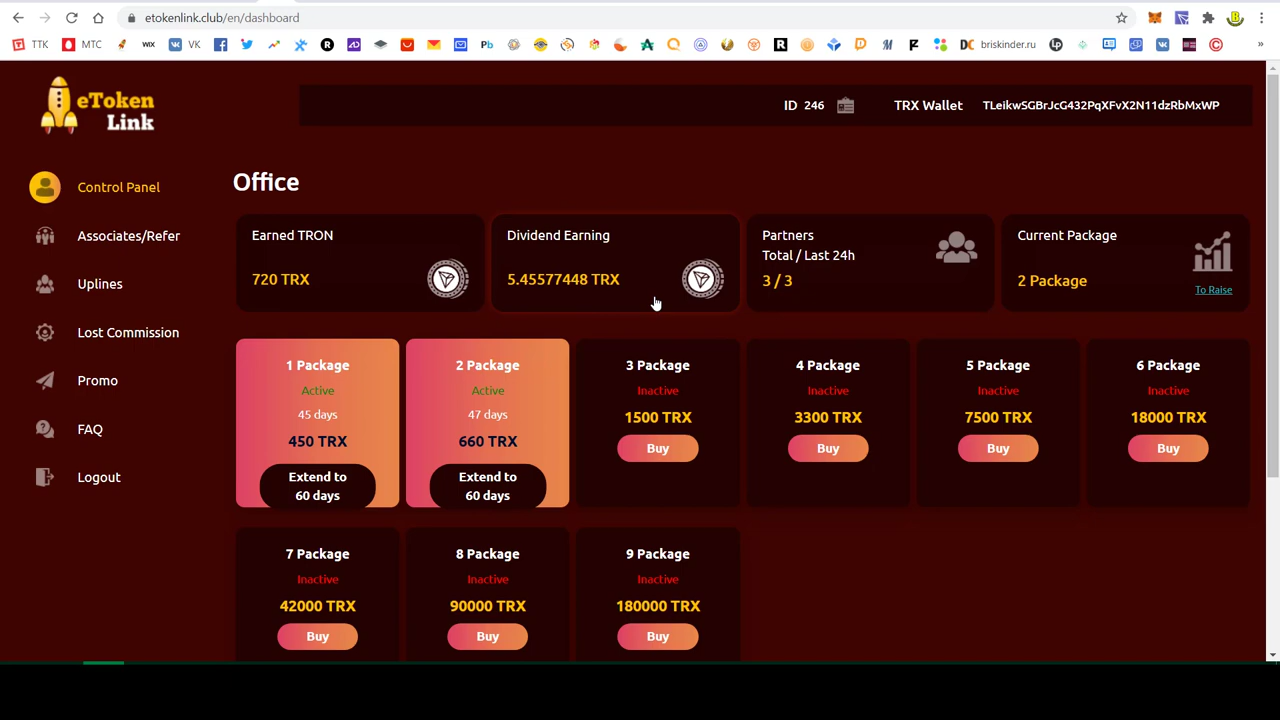 etokenlink.club/en/dashboard
TTK
MTC
WIX
VK
Pb
briskinder.ru
eToken
Link
ID 246
TRX Wallet
TLeikwSGBrJcG432PqXFvX2N11dzRbMxWP
Control Panel
Associates/Refer
Uplines
Lost Commission
Promo
FAQ
Logout
Office
Earned TRON
720 TRX
Dividend Earning
5.45577448 TRX
Partners
Total / Last 24h
3 / 3
Current Package
2 Package
To Raise
1 Package
Active
45 days
450 TRX
Extend to
60 days
2 Package
Active
47 days
660 TRX
Extend to
60 days
3 Package
Inactive
1500 TRX
Buy
4 Package
Inactive
3300 TRX
Buy
5 Package
Inactive
7500 TRX
Buy
6 Package
Inactive
18000 TRX
Buy
7 Package
Inactive
42000 TRX
Buy
8 Package
Inactive
90000 TRX
Buy
9 Package
Inactive
180000 TRX
Buy